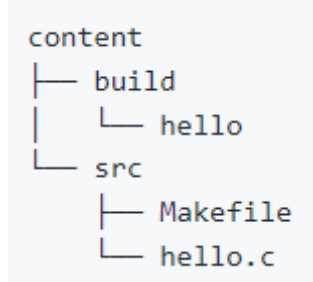 content
├── build
│   └── hello
└── src
    ├── Makefile
    └── hello.c